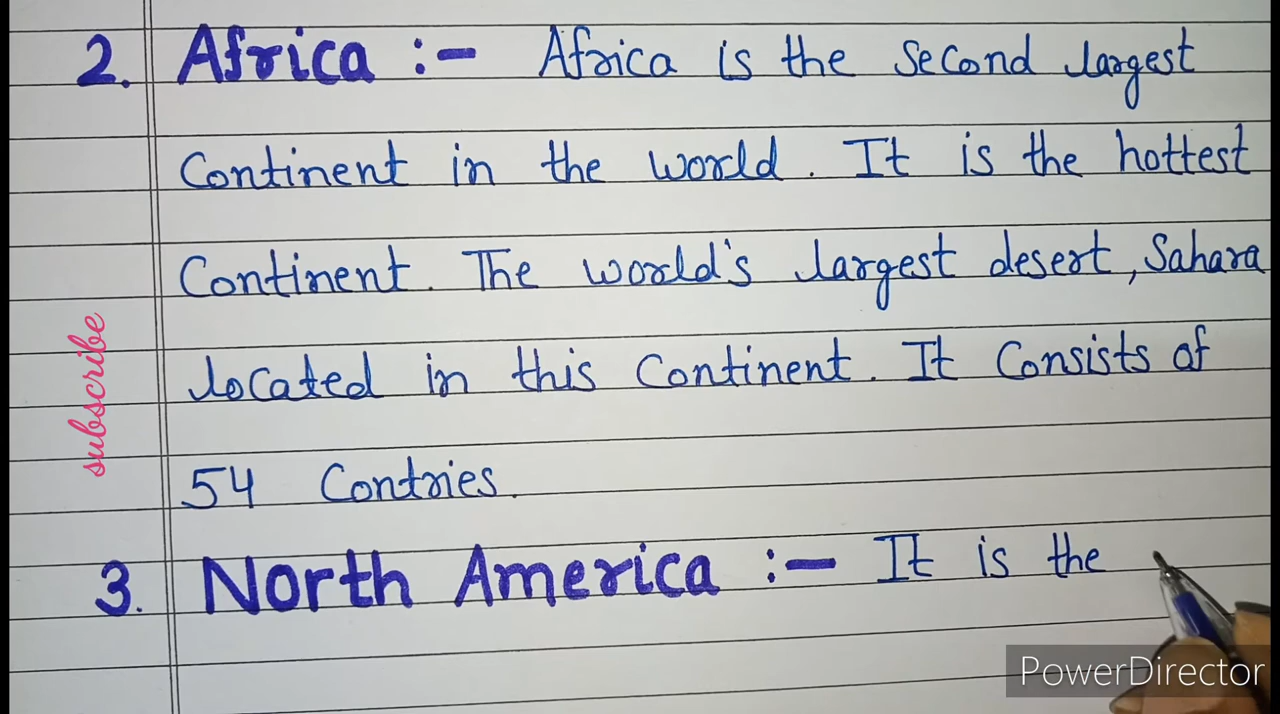 2. Africa :- Africa is the second largest
Continent in the world. It is the hottest
Continent. The world's largest desert, Sahara
located in this Continent. It Consists of
54 Contries.
3. North America :- It is the
subscribe
PowerDirector